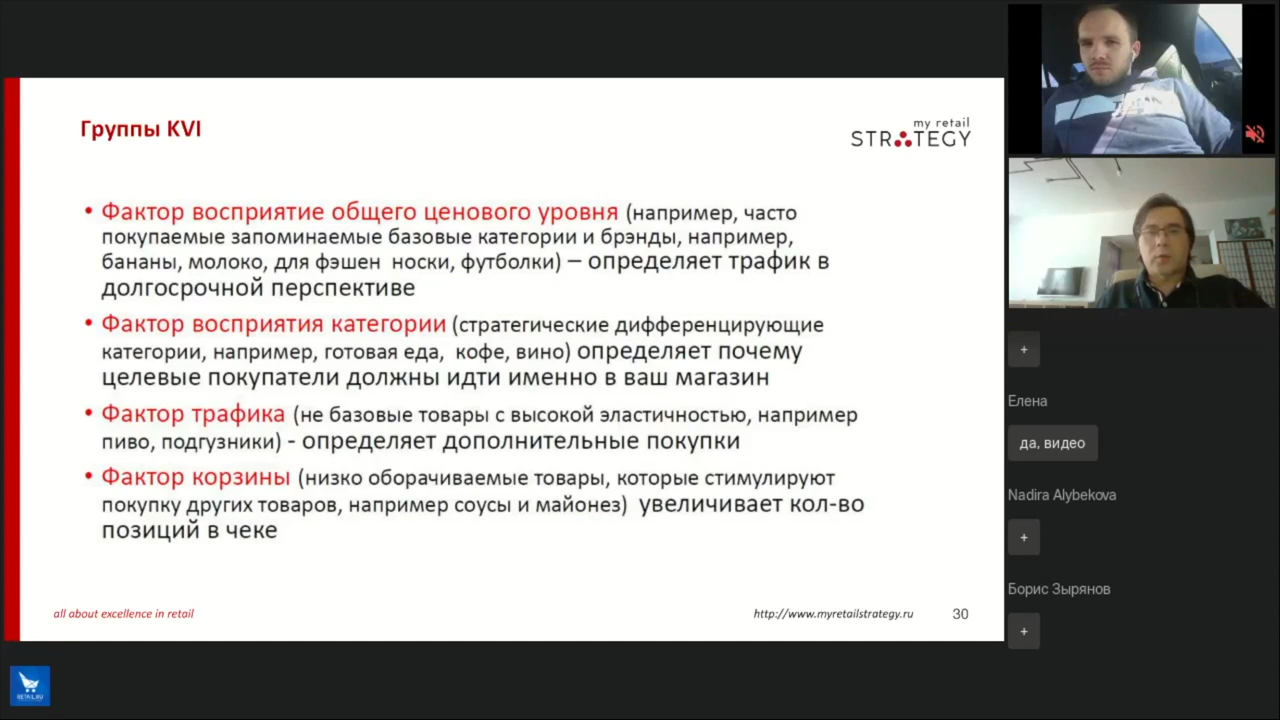 Группы KVI
my retail
STRATEGY
• Фактор восприятие общего ценового уровня (например, часто
покупаемые запоминаемые базовые категории и брэнды, например,
бананы, молоко, для фэшен носки, футболки) – определяет трафик в
долгосрочной перспективе
• Фактор восприятия категории (стратегические дифференцирующие
категории, например, готовая еда, кофе, вино) определяет почему
целевые покупатели должны идти именно в ваш магазин
• Фактор трафика (не базовые товары с высокой эластичностью, например
пиво, подгузники) - определяет дополнительные покупки
• Фактор корзины (низко оборачиваемые товары, которые стимулируют
покупку других товаров, например соусы и майонез) увеличивает кол-во
позиций в чеке
all about excellence in retail
http://www.myretailstrategy.ru
30
RETAIL.RU
+
Елена
да, видео
Nadira Alybekova
+
Борис Зырянов
+